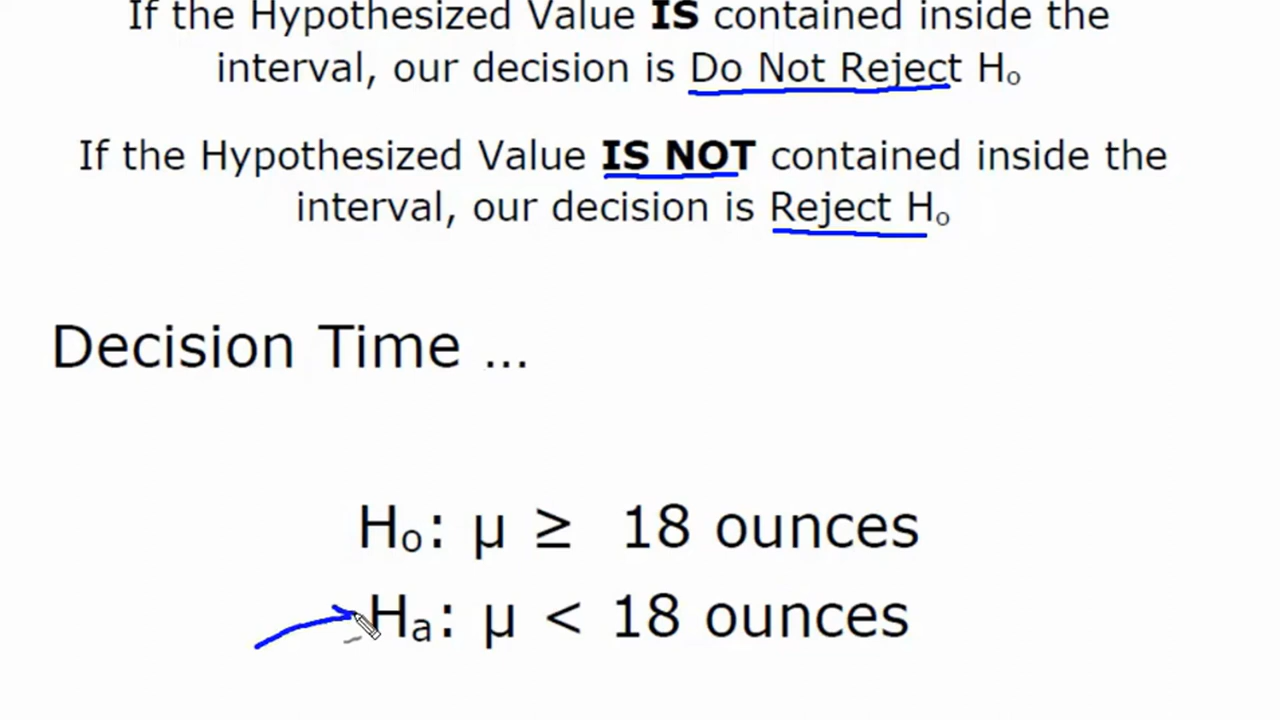 If the Hypothesized Value IS contained inside the
interval, our decision is Do Not Reject Hₒ
If the Hypothesized Value IS NOT contained inside the
interval, our decision is Reject Hₒ
Decision Time ...
Hₒ: μ ≥ 18 ounces
Hₐ: μ < 18 ounces